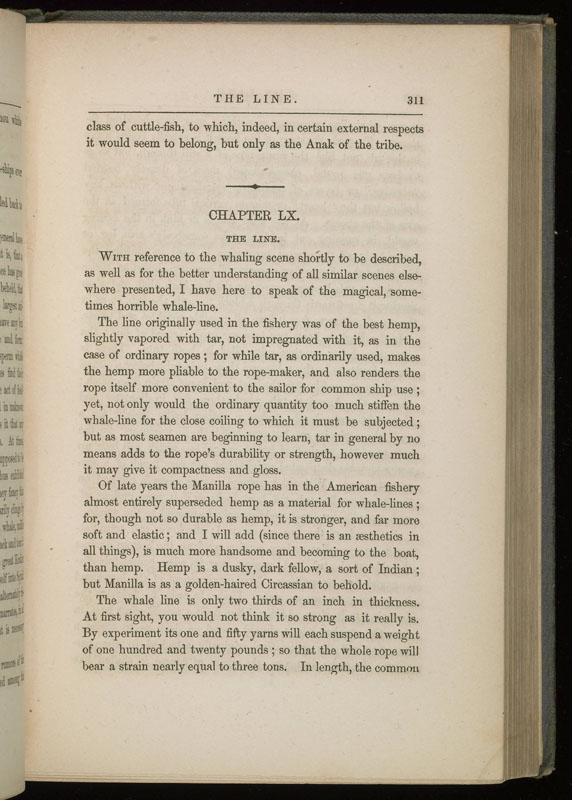 THE LINE. 311
class of cuttle-fish, to which, indeed, in certain external respects
it would seem to belong, but only as the Anak of the tribe.
CHAPTER LX.
THE LINE.
WITH reference to the whaling scene shortly to be described,
as well as for the better understanding of all similar scenes else-
where presented, I have here to speak of the magical, some-
times horrible whale-line.
The line originally used in the fishery was of the best hemp,
slightly vapored with tar, not impregnated with it, as in the
case of ordinary ropes; for while tar, as ordinarily used, makes
the hemp more pliable to the rope-maker, and also renders the
rope itself more convenient to the sailor for common ship use;
yet, not only would the ordinary quantity too much stiffen the
whale-line for the close coiling to which it must be subjected;
but as most seamen are beginning to learn, tar in general by no
means adds to the rope's durability or strength, however much
it may give it compactness and gloss.
Of late years the Manilla rope has in the American fishery
almost entirely superseded hemp as a material for whale-lines;
for, though not so durable as hemp, it is stronger, and far more
soft and elastic; and I will add (since there is an æsthetics in
all things), is much more handsome and becoming to the boat,
than hemp. Hemp is a dusky, dark fellow, a sort of Indian;
but Manilla is as a golden-haired Circassian to behold.
The whale line is only two thirds of an inch in thickness.
At first sight, you would not think it so strong as it really is.
By experiment its one and fifty yarns will each suspend a weight
of one hundred and twenty pounds; so that the whole rope will
bear a strain nearly equal to three tons. In length, the common